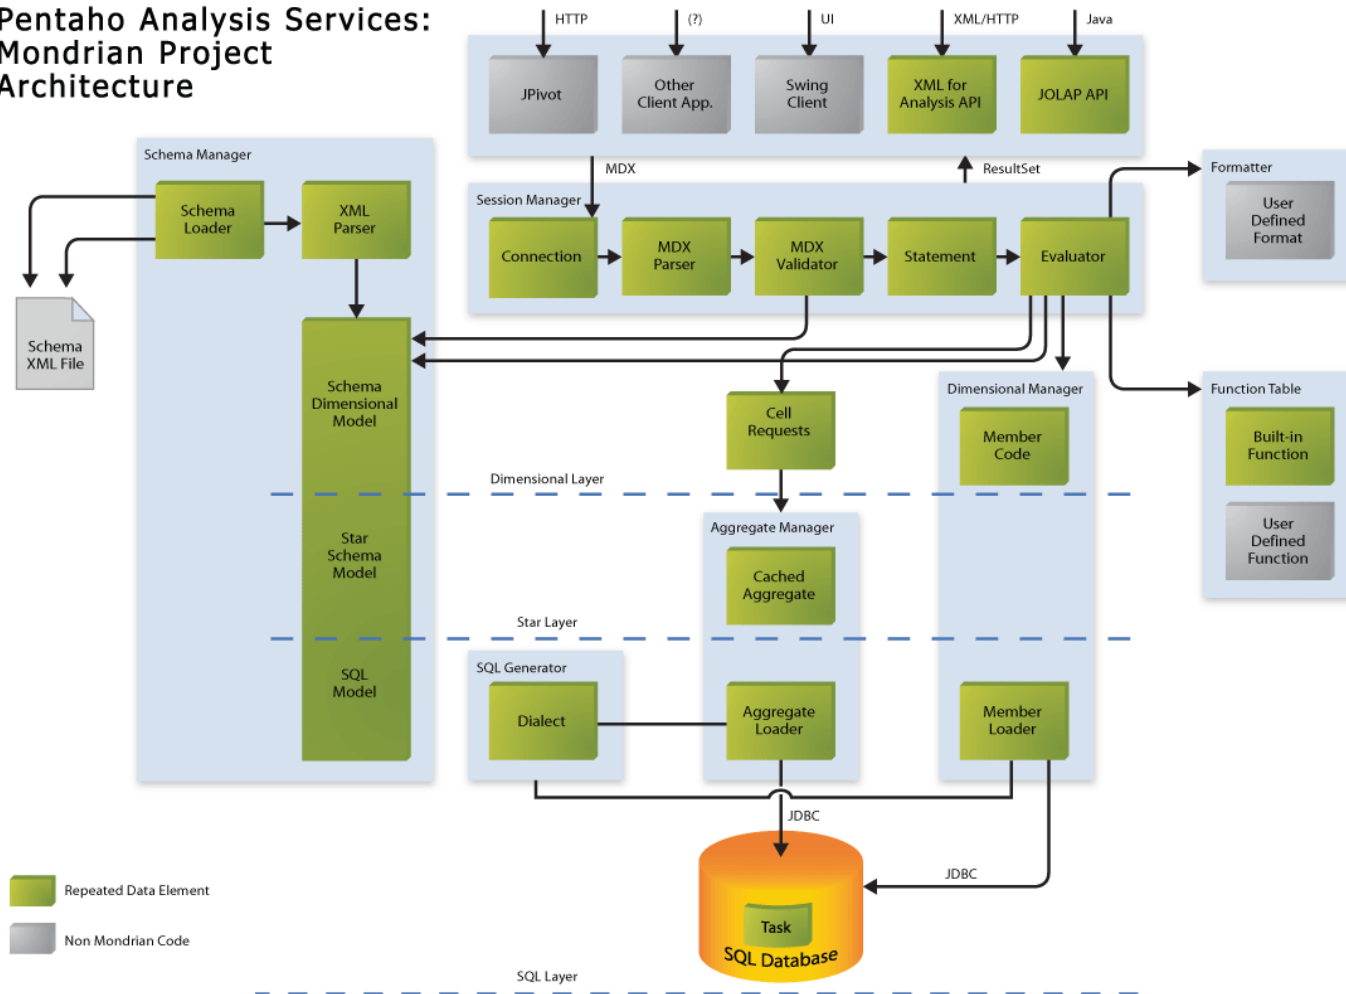 Pentaho Analysis Services:
Mondrian Project
Architecture
HTTP
(?)
UI
XML/HTTP
Java
JPivot
Other
Client App.
Swing
Client
XML for
Analysis API
JOLAP API
MDX
ResultSet
Schema Manager
Schema
Loader
XML
Parser
Schema
XML File
Schema
Dimensional
Model
Star
Schema
Model
SQL
Model
Session Manager
Connection
MDX
Parser
MDX
Validator
Statement
Evaluator
Formatter
User
Defined
Format
Cell
Requests
Dimensional Manager
Member
Code
Function Table
Built-in
Function
User
Defined
Function
Dimensional Layer
Aggregate Manager
Cached
Aggregate
Star Layer
SQL Generator
Dialect
Aggregate
Loader
Member
Loader
JDBC
JDBC
Task
SQL Database
Repeated Data Element
Non Mondrian Code
SQL Layer